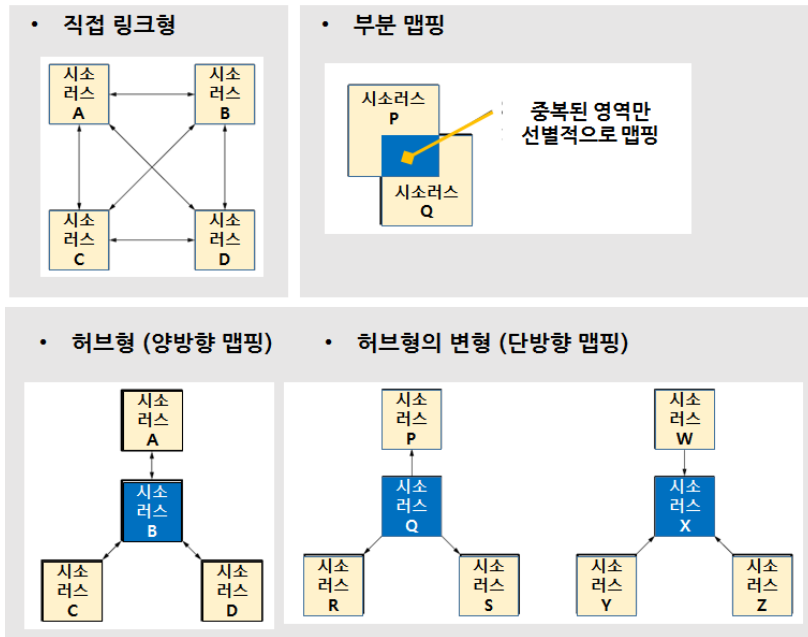 • 직접 링크형
시소
러스
A
시소
러스
B
시소
러스
C
시소
러스
D
• 부분 맵핑
시소러스
P
시소러스
Q
중복된 영역만
선별적으로 맵핑
• 허브형 (양방향 맵핑)
시소
러스
A
시소
러스
B
시소
러스
C
시소
러스
D
• 허브형의 변형 (단방향 맵핑)
시소
러스
P
시소
러스
Q
시소
러스
R
시소
러스
S
시소
러스
W
시소
러스
X
시소
러스
Y
시소
러스
Z